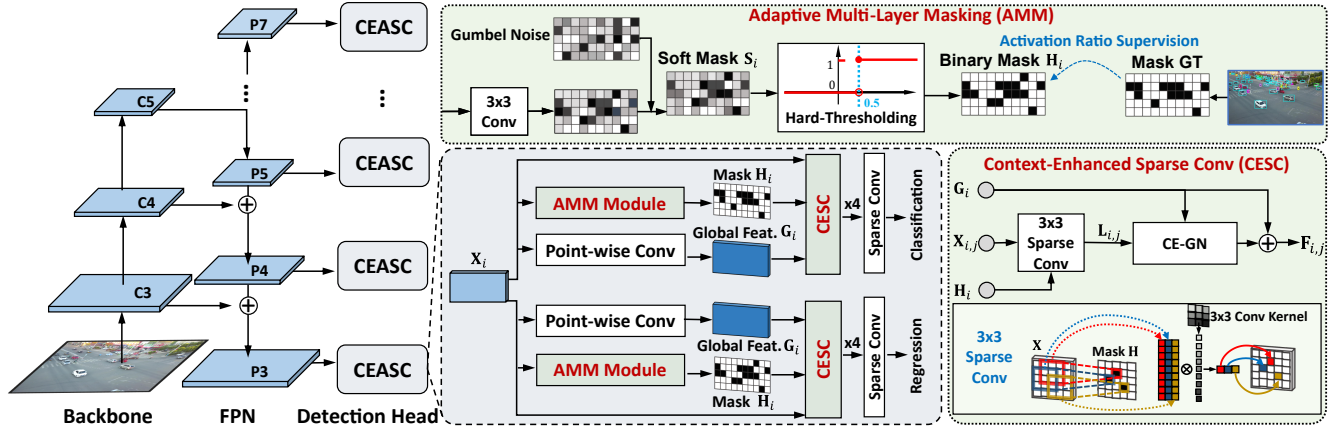 P7
CEASC
C5
P5
CEASC
C4
P4
CEASC
C3
P3
CEASC
Backbone
FPN
Detection Head
Adaptive Multi-Layer Masking (AMM)
Gumbel Noise
3x3
Conv
Soft Mask S_i
1
0
0.5
Hard-Thresholding
Activation Ratio Supervision
Binary Mask H_i
Mask GT
X_i
AMM Module
Mask H_i
Point-wise Conv
Global Feat. G_i
CESC
x4
Sparse Conv
Classification
Point-wise Conv
Global Feat. G_i
AMM Module
Mask H_i
CESC
x4
Sparse Conv
Regression
Context-Enhanced Sparse Conv (CESC)
G_i
X_{i,j}
H_i
3x3
Sparse
Conv
L_{i,j}
CE-GN
F_{i,j}
3x3
Sparse
Conv
X
Mask H
3x3 Conv Kernel